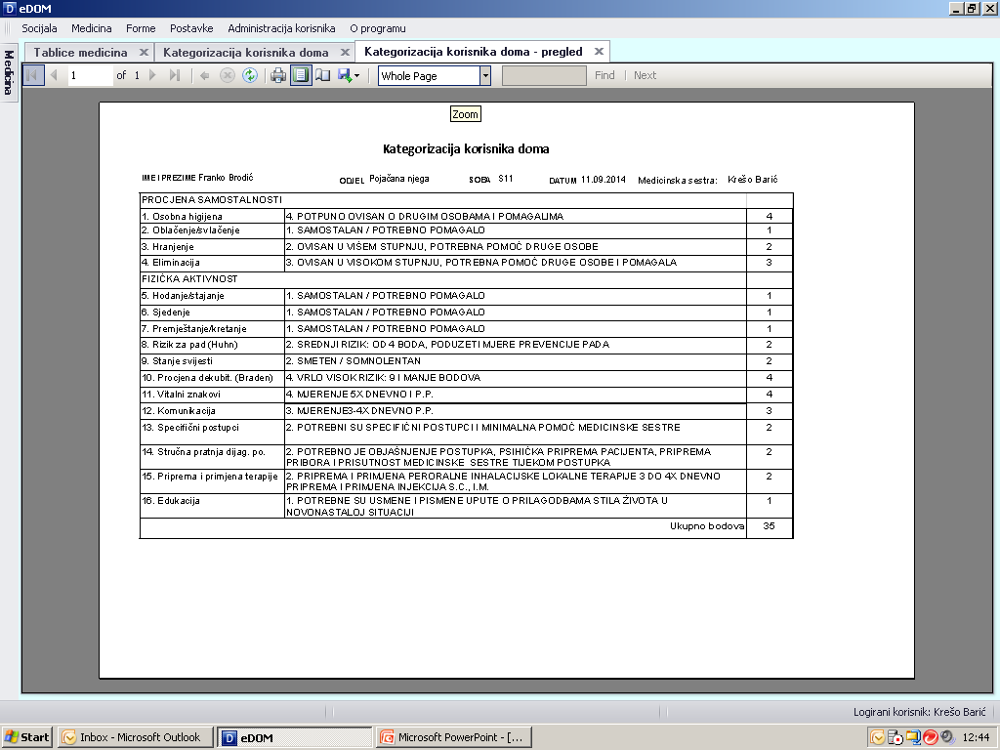 eDOM
Socijala Medicina Forme Postavke Administracija korisnika O programu
Medicina
Tablice medicina Kategorizacija korisnika doma Kategorizacija korisnika doma - pregled
1 of 1 Whole Page Find Next
Zoom
Kategorizacija korisnika doma
IME I PREZIME Franko Brodić ODJEL Pojačana njega SOBA S11 DATUM 11.09.2014 Medicinska sestra: Krešo Barić
PROCJENA SAMOSTALNOSTI
1. Osobna higijena 4. POTPUNO OVISAN O DRUGIM OSOBAMA I POMAGALIMA 4
2. Oblačenje/svlačenje 1. SAMOSTALAN / POTREBNO POMAGALO 1
3. Hranjenje 2. OVISAN U VIŠEM STUPNJU, POTREBNA POMOĆ DRUGE OSOBE 2
4. Eliminacija 3. OVISAN U VISOKOM STUPNJU, POTREBNA POMOĆ DRUGE OSOBE I POMAGALA 3
FIZIČKA AKTIVNOST
5. Hodanje/stajanje 1. SAMOSTALAN / POTREBNO POMAGALO 1
6. Sjedenje 1. SAMOSTALAN / POTREBNO POMAGALO 1
7. Premještanje/kretanje 1. SAMOSTALAN / POTREBNO POMAGALO 1
8. Rizik za pad (Huhn) 2. SREDNJI RIZIK: OD 4 BODA, PODUZETI MJERE PREVENCIJE PADA 2
9. Stanje svijesti 2. SMETEN / SOMNOLENTAN 2
10. Procjena dekubit. (Braden) 4. VRLO VISOK RIZIK: 9 I MANJE BODOVA 4
11. Vitalni znakovi 4. MJERENJE 5X DNEVNO I P.P. 4
12. Komunikacija 3. MJERENJE3-4X DNEVNO P.P. 3
13. Specifični postupci 2. POTREBNI SU SPECIFIČNI POSTUPCI I MINIMALNA POMOĆ MEDICINSKE SESTRE 2
14. Stručna pratnja dijag. po. 2. POTREBNO JE OBJAŠNJENJE POSTUPKA, PSIHIČKA PRIPREMA PACIJENTA, PRIPREMA 2
PRIBORA I PRISUTNOST MEDICINSKE SESTRE TIJEKOM POSTUPKA
15. Priprema i primjena terapije 2. PRIPREMA I PRIMJENA PERORALNE INHALACIJSKE LOKALNE TERAPIJE 3 DO 4X DNEVNO 2
PRIPREMA I PRIMJENA INJEKCIJA S.C., I.M.
16. Edukacija 1. POTREBNE SU USMENE I PISMENE UPUTE O PRILAGODBAMA STILA ŽIVOTA U 1
NOVONASTALOJ SITUACIJI
Ukupno bodova 35
Logirani korisnik: Krešo Barić
Start Inbox - Microsoft Outlook eDOM Microsoft PowerPoint - [... 12:44